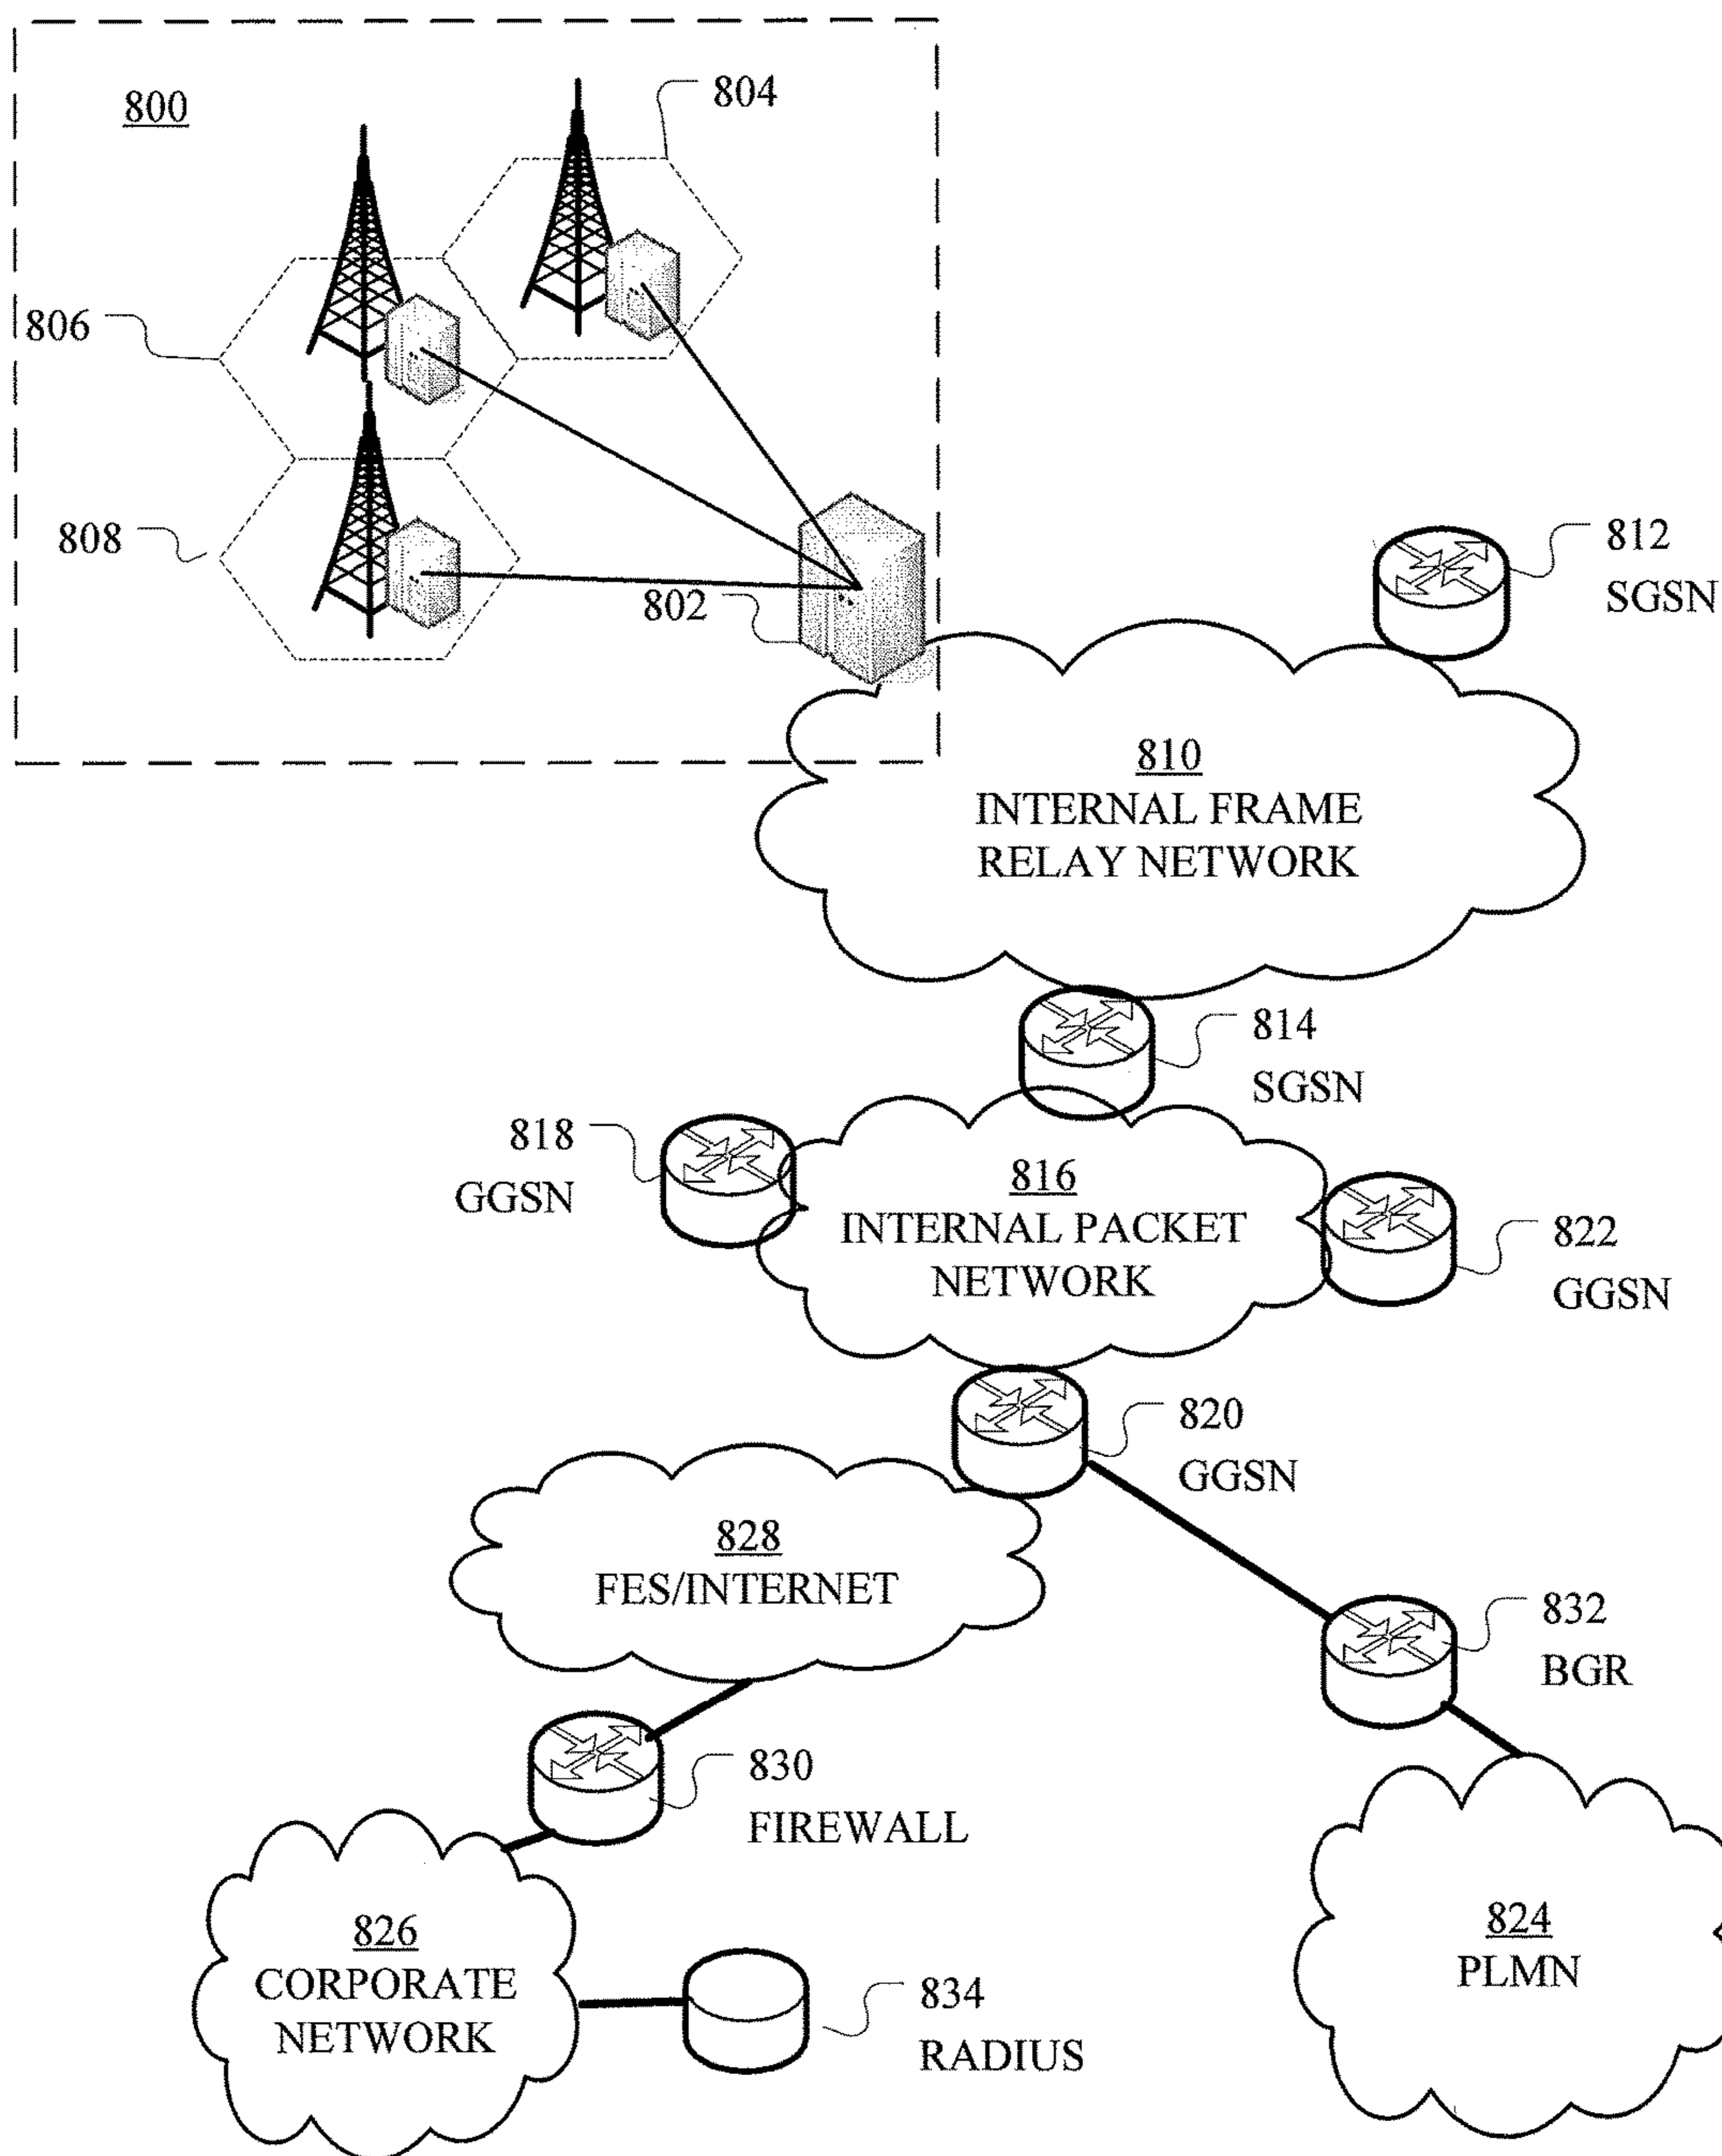 800
804
806
808
802
812
SGSN
810
INTERNAL FRAME
RELAY NETWORK
814
SGSN
818
GGSN
816
INTERNAL PACKET
NETWORK
822
GGSN
820
GGSN
828
FES/INTERNET
832
BGR
830
FIREWALL
826
CORPORATE
NETWORK
824
PLMN
834
RADIUS